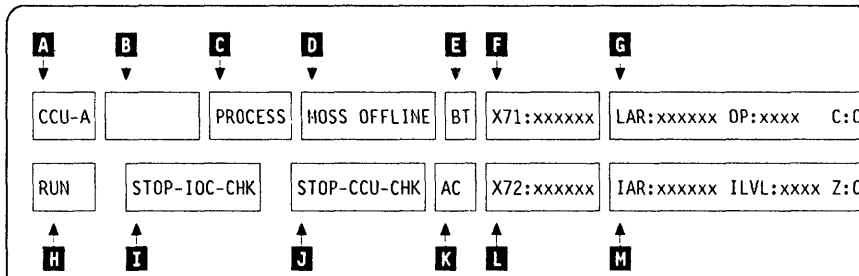 A B C D E F G
CCU-A PROCESS MOSS OFFLINE BT X71:xxxxxx LAR:xxxxxx OP:xxxx C:
RUN STOP-IOC-CHK STOP-CCU-CHK AC X72:xxxxxx IAR:xxxxxx ILVL:xxxx Z:
H I J K L M